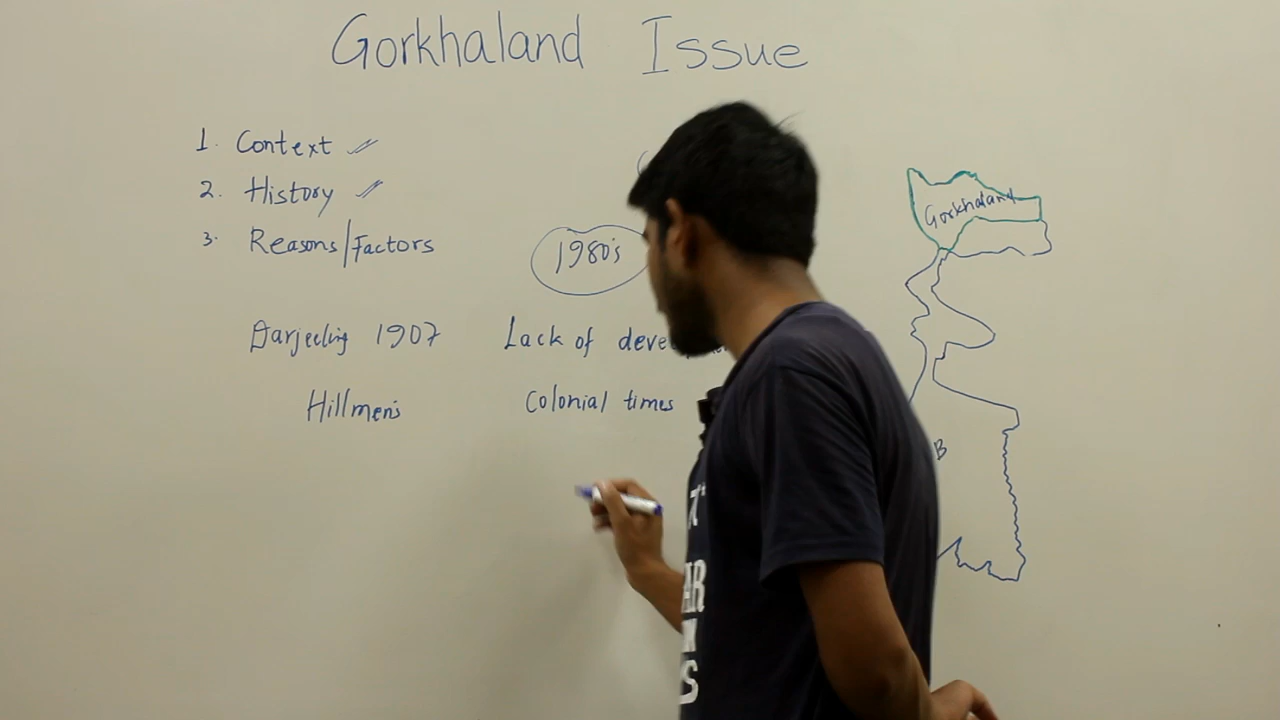 Gorkhaland Issue
1. Context
2. History
3. Reasons/Factors
1980's
Darjeeling 1907
Lack of
Hillmen's
Colonial times
Gorkhaland
B